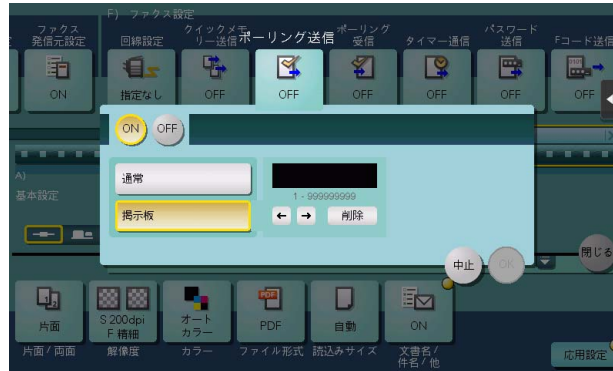 F) ファクス設定
ファクス
発信元設定
回線設定
クイックメモ
リー送信
ポーリング送信
ポーリング
受信
タイマー通信
パスワード
送信
Fコード送信
ON
指定なし
OFF
OFF
OFF
OFF
OFF
OFF
ON
OFF
A)
基本設定
通常
掲示板
1 - 999999999
← → 削除
中止
OK
閉じる
片面
S 200dpi
F 精細
オート
カラー
PDF
自動
ON
片面 / 両面
解像度
カラー
ファイル形式
読込みサイズ
文書名 /
件名 / 他
応用設定